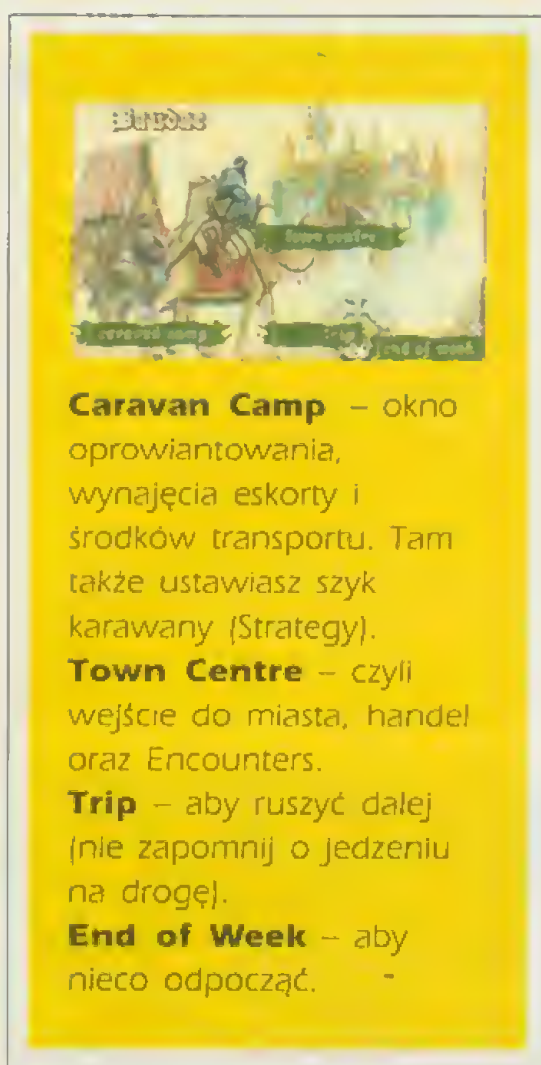 town centre
caravan camp
trip
end of week
Caravan Camp – okno
oprowiantowania,
wynajęcia eskorty i
środków transportu. Tam
także ustawiasz szyk
karawany (Strategy).
Town Centre – czyli
wejście do miasta, handel
oraz Encounters.
Trip – aby ruszyć dalej
(nie zapomnij o jedzeniu
na drogę).
End of Week – aby
nieco odpocząć.